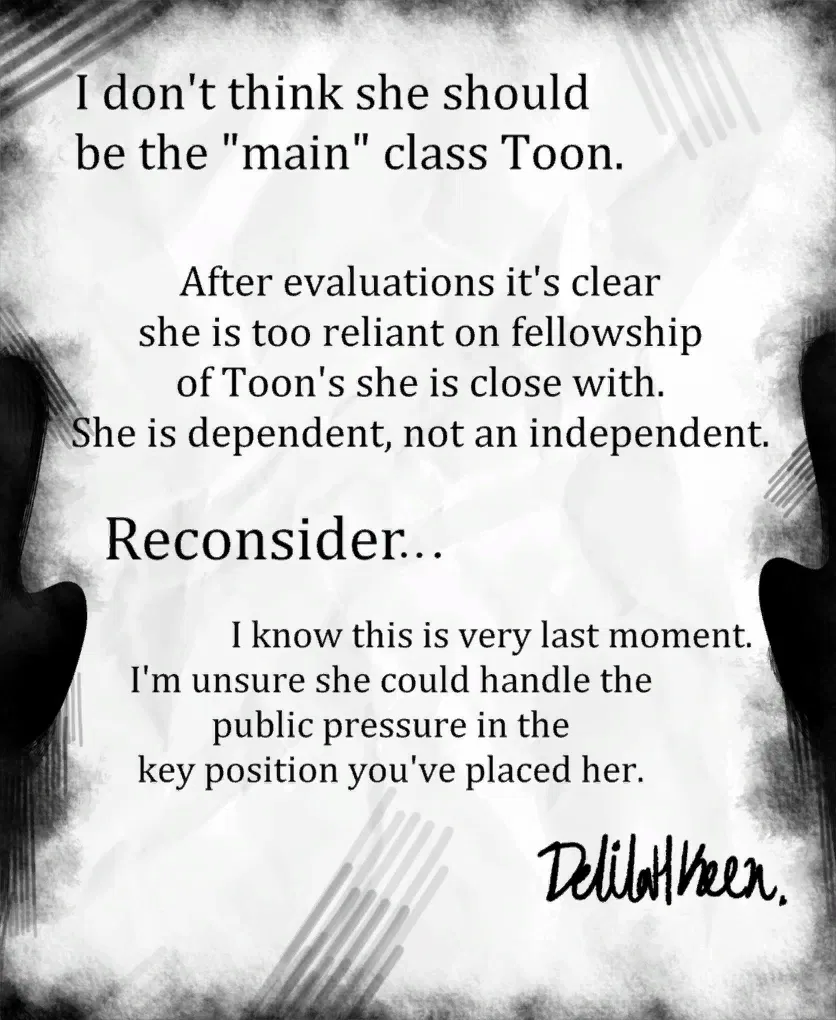 I don't think she should
be the "main" class Toon.
After evaluations it's clear
she is too reliant on fellowship
of Toon's she is close with.
She is dependent, not an independent.
Reconsider...
I know this is very last moment.
I'm unsure she could handle the
public pressure in the
key position you've placed her.
Delilah Keen.